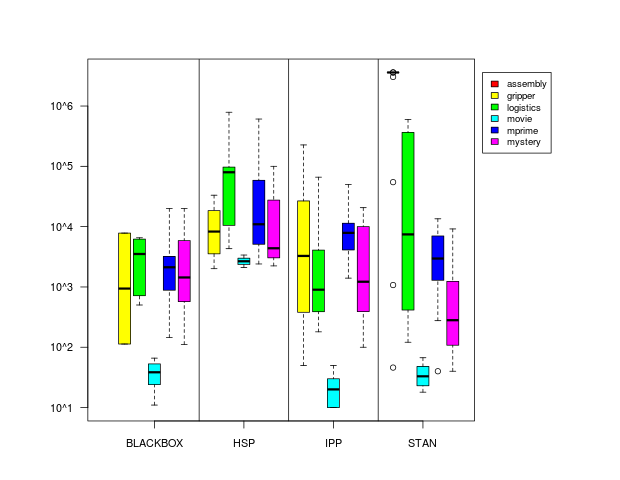 10^6
10^5
10^4
10^3
10^2
10^1
BLACKBOX HSP IPP STAN
assembly
gripper
logistics
movie
mprime
mystery